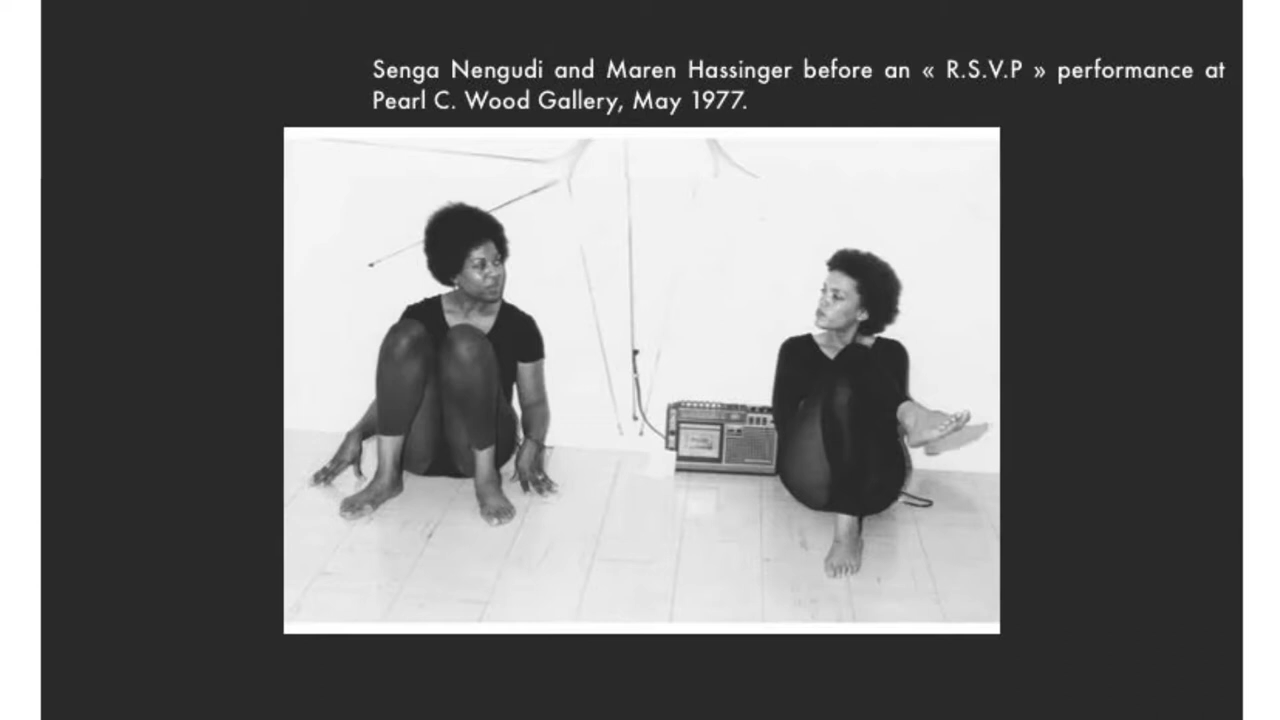 Senga Nengudi and Maren Hassinger before an « R.S.V.P » performance at
Pearl C. Wood Gallery, May 1977.